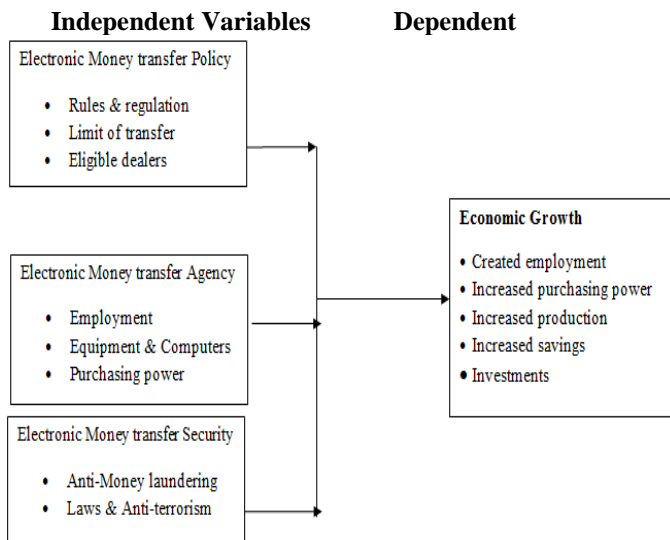 Independent Variables Dependent
Electronic Money transfer Policy
• Rules & regulation
• Limit of transfer
• Eligible dealers
Electronic Money transfer Agency
• Employment
• Equipment & Computers
• Purchasing power
Electronic Money transfer Security
• Anti-Money laundering
• Laws & Anti-terrorism
Economic Growth
• Created employment
• Increased purchasing power
• Increased production
• Increased savings
• Investments